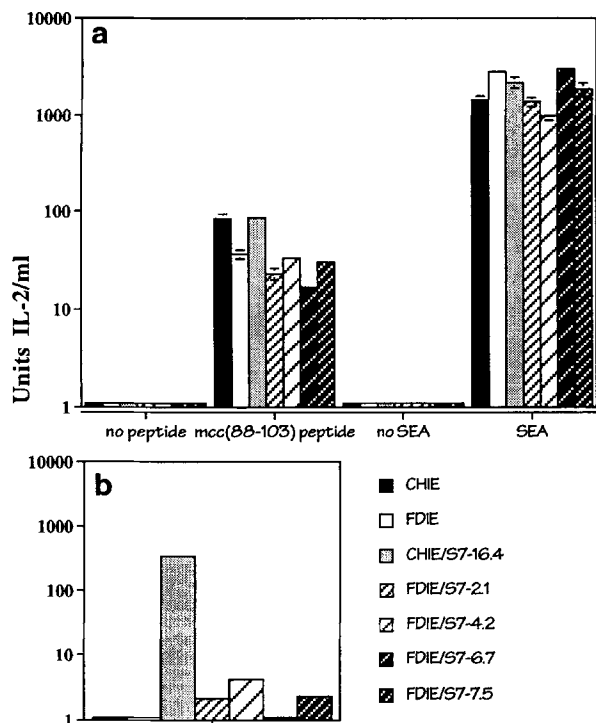 a
10000
1000
100
10
1
Units IL-2/ml
no peptide mcc(88-103) peptide no SEA SEA
b
10000
1000
100
10
1
CHIE
FDIE
CHIE/S7-16.4
FDIE/S7-2.1
FDIE/S7-4.2
FDIE/S7-6.7
FDIE/S7-7.5